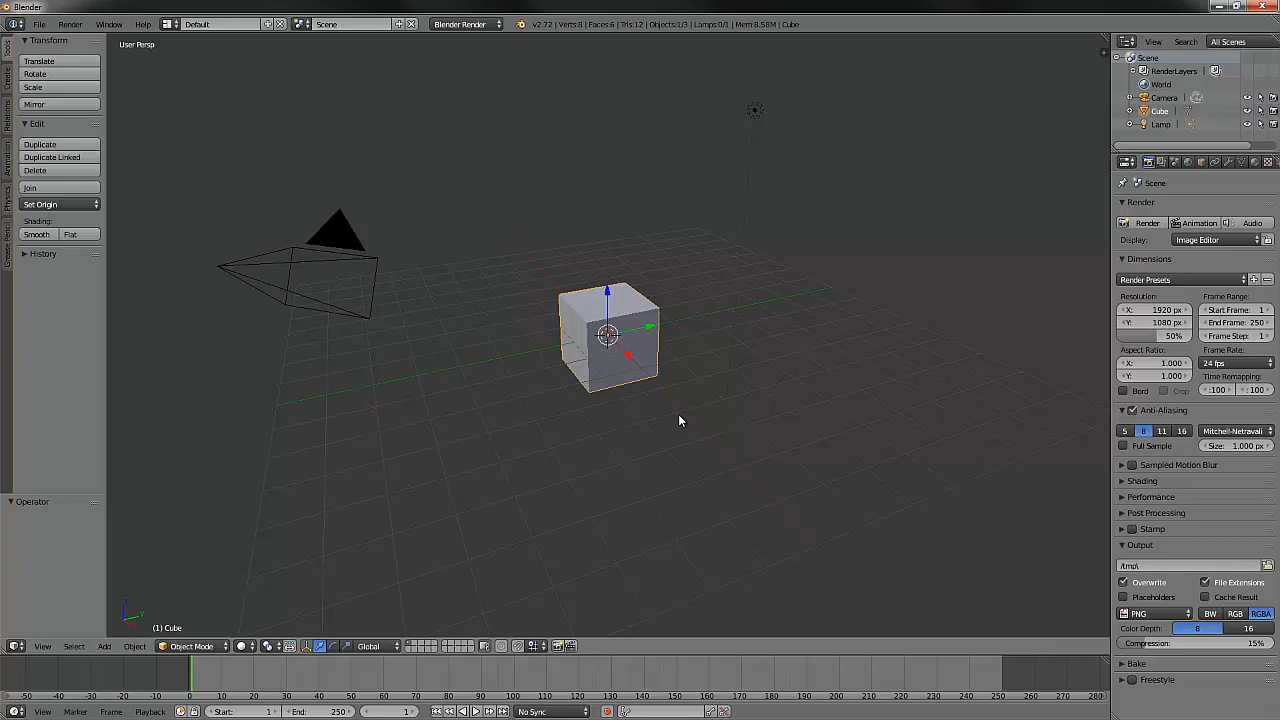 Blender
File Render Window Help Default Scene Blender Render v2.72 | Verts:8 | Faces:6 | Tris:12 | Objects:1/3 | Lamps:0/1 | Mem:8.58M | Cube
Transform
Translate
Rotate
Scale
Mirror
Edit
Duplicate
Duplicate Linked
Delete
Join
Set Origin
Shading:
Smooth Flat
History
Operator
Tools
Create
Relations
Animation
Physics
Grease Pencil
User Persp
(1) Cube
View Select Add Object Object Mode Global
-50 -40 -30 -20 -10 0 10 20 30 40 50 60 70 80 90 100 110 120 130 140 150 160 170 180 190 200 210 220 230 240 250 260 270 280
View Marker Frame Playback Start: 1 End: 250 1 No Sync
View Search All Scenes
Scene
RenderLayers
World
Camera
Cube
Lamp
Scene
Render
Render Animation Audio
Display: Image Editor
Dimensions
Render Presets
Resolution: Frame Range:
X: 1920 px Start Frame: 1
Y: 1080 px End Frame: 250
50% Frame Step: 1
Aspect Ratio: Frame Rate:
X: 1.000 24 fps
Y: 1.000 Time Remapping:
Bord Crop :100 :100
Anti-Aliasing
5 8 11 16 Mitchell-Netravali
Full Sample Size: 1.000 px
Sampled Motion Blur
Shading
Performance
Post Processing
Stamp
Output
/tmp\
Overwrite File Extensions
Placeholders Cache Result
PNG BW RGB RGBA
Color Depth: 8 16
Compression: 15%
Bake
Freestyle